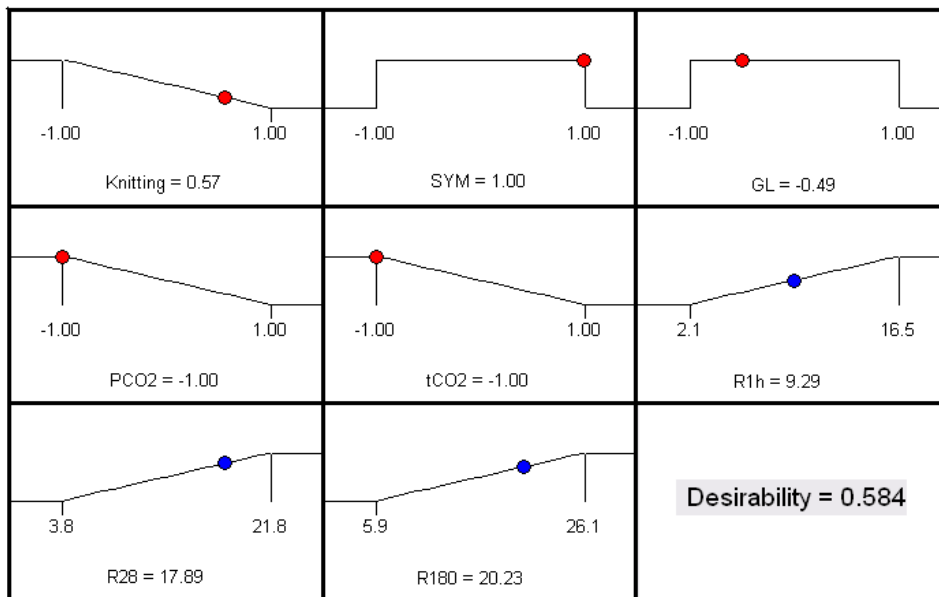 -1.00 1.00
Knitting = 0.57
-1.00 1.00
SYM = 1.00
-1.00 1.00
GL = -0.49
-1.00 1.00
PCO2 = -1.00
-1.00 1.00
tCO2 = -1.00
2.1 16.5
R1h = 9.29
3.8 21.8
R28 = 17.89
5.9 26.1
R180 = 20.23
Desirability = 0.584